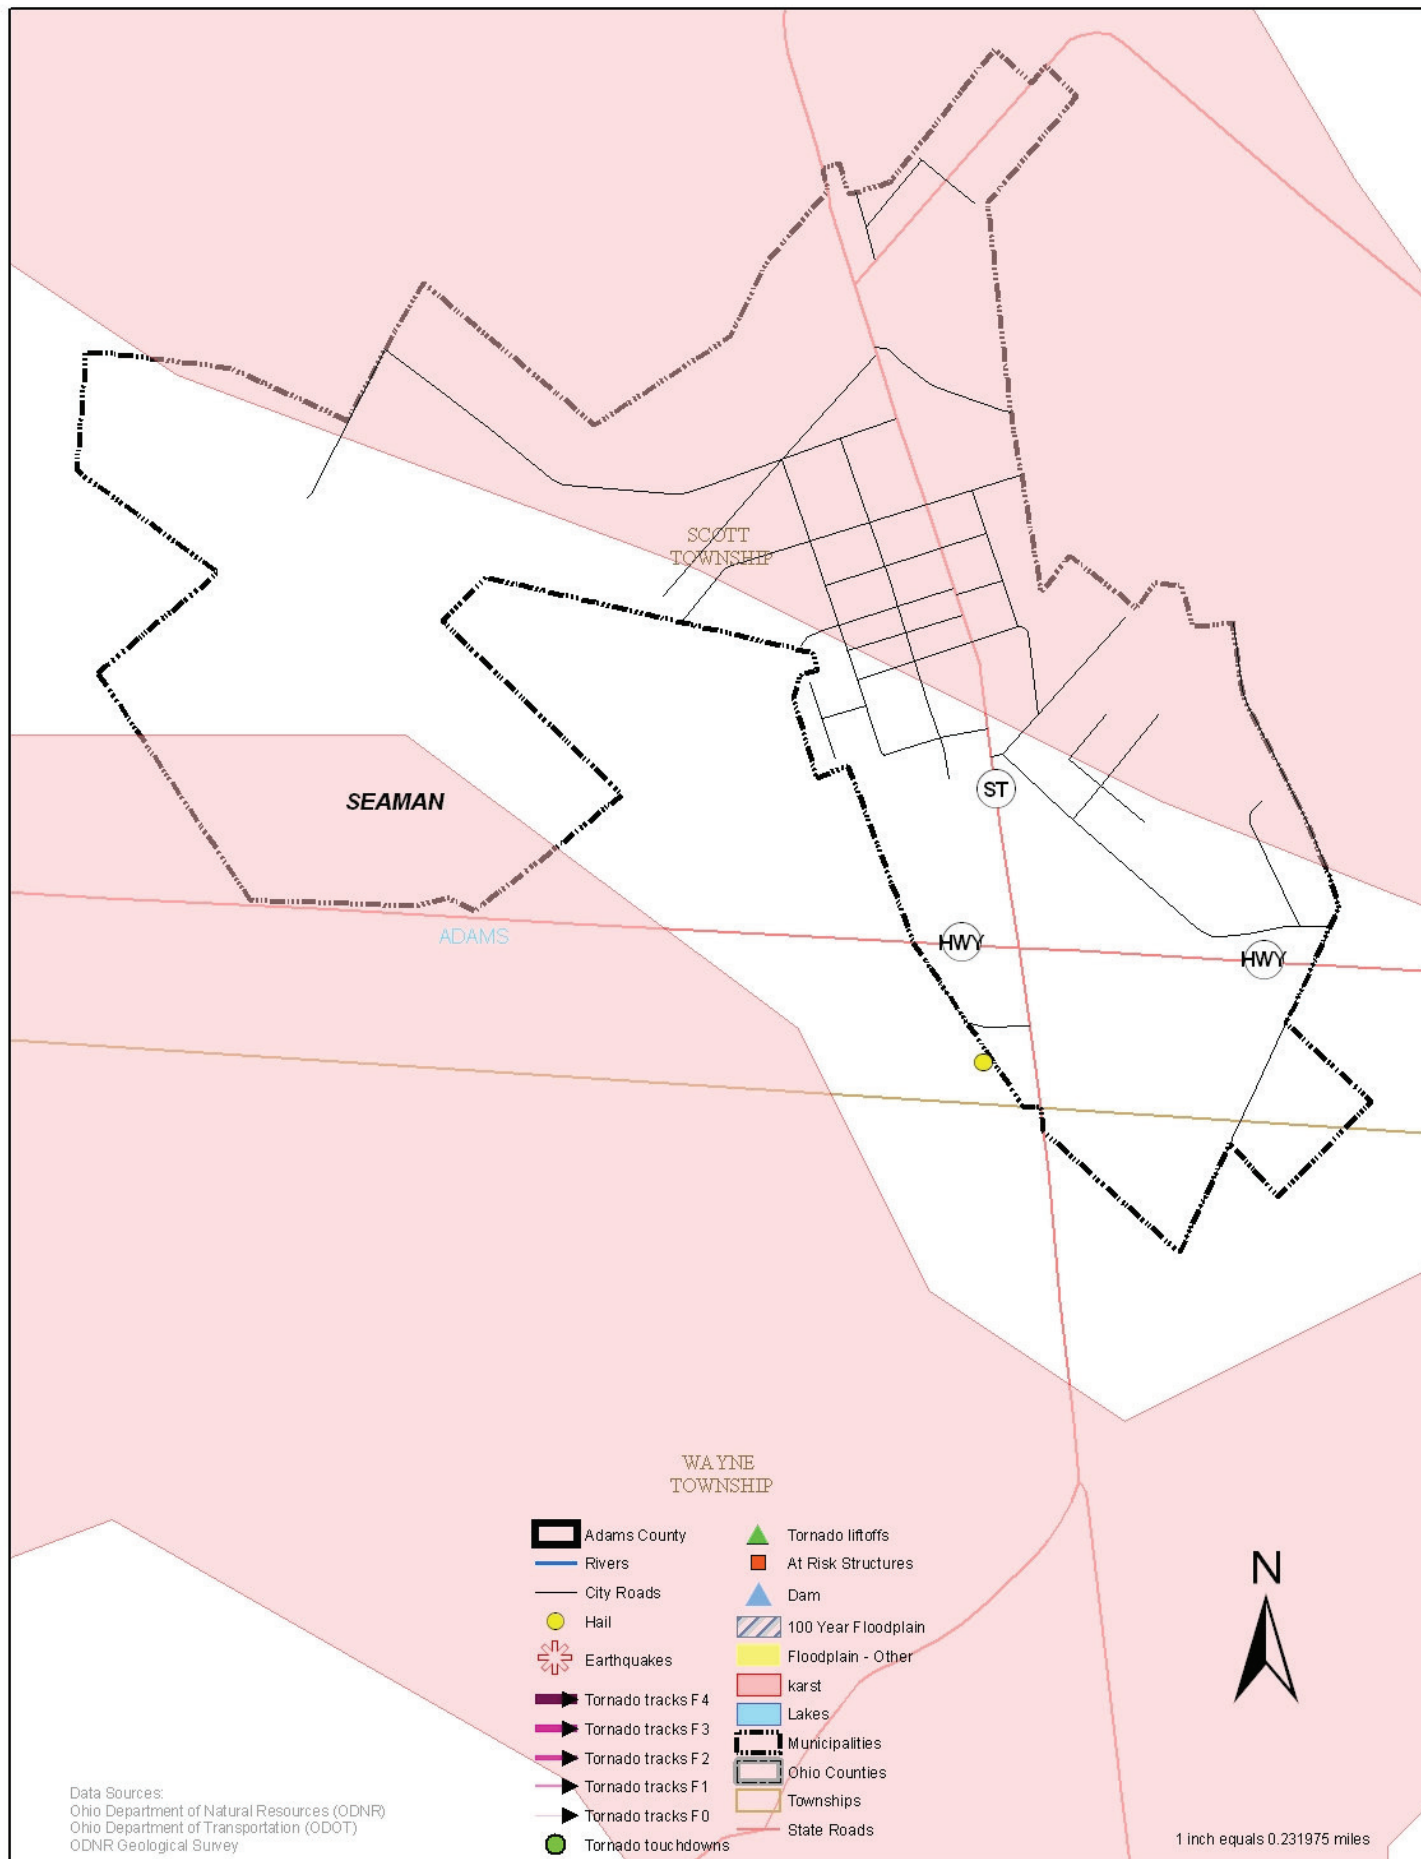 SCOTT
TOWNSHIP
ST
SEAMAN
ADAMS
HWY
HWY
WAYNE
TOWNSHIP
Adams County
Rivers
City Roads
Hail
Earthquakes
Tornado tracks F4
Tornado tracks F3
Tornado tracks F2
Tornado tracks F1
Tornado tracks F0
Tornado touchdowns
Tornado liftoffs
At Risk Structures
Dam
100 Year Floodplain
Floodplain - Other
karst
Lakes
Municipalities
Ohio Counties
Townships
State Roads
N
Data Sources:
Ohio Department of Natural Resources (ODNR)
Ohio Department of Transportation (ODOT)
ODNR Geological Survey
1 inch equals 0.231975 miles